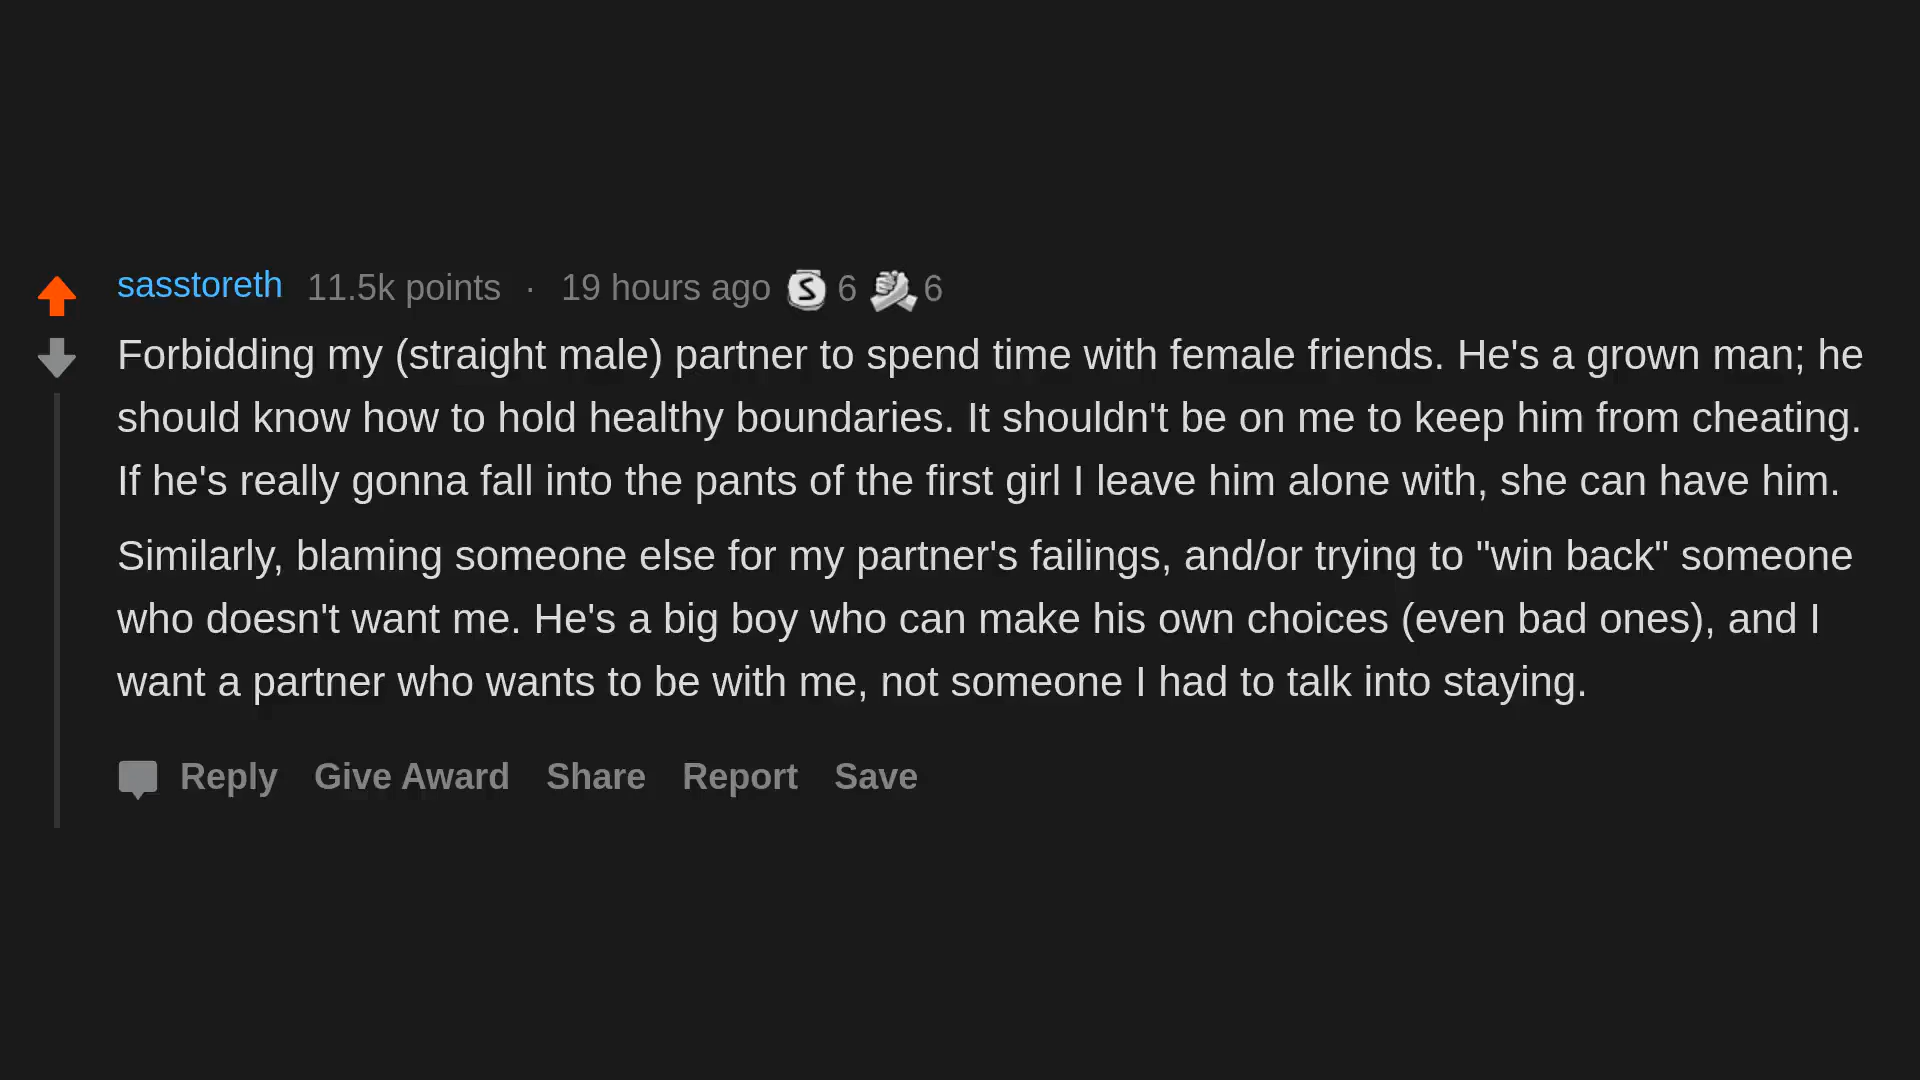 sasstoreth 11.5k points · 19 hours ago S 6 6
Forbidding my (straight male) partner to spend time with female friends. He's a grown man; he
should know how to hold healthy boundaries. It shouldn't be on me to keep him from cheating.
If he's really gonna fall into the pants of the first girl I leave him alone with, she can have him.
Similarly, blaming someone else for my partner's failings, and/or trying to "win back" someone
who doesn't want me. He's a big boy who can make his own choices (even bad ones), and I
want a partner who wants to be with me, not someone I had to talk into staying.
Reply Give Award Share Report Save